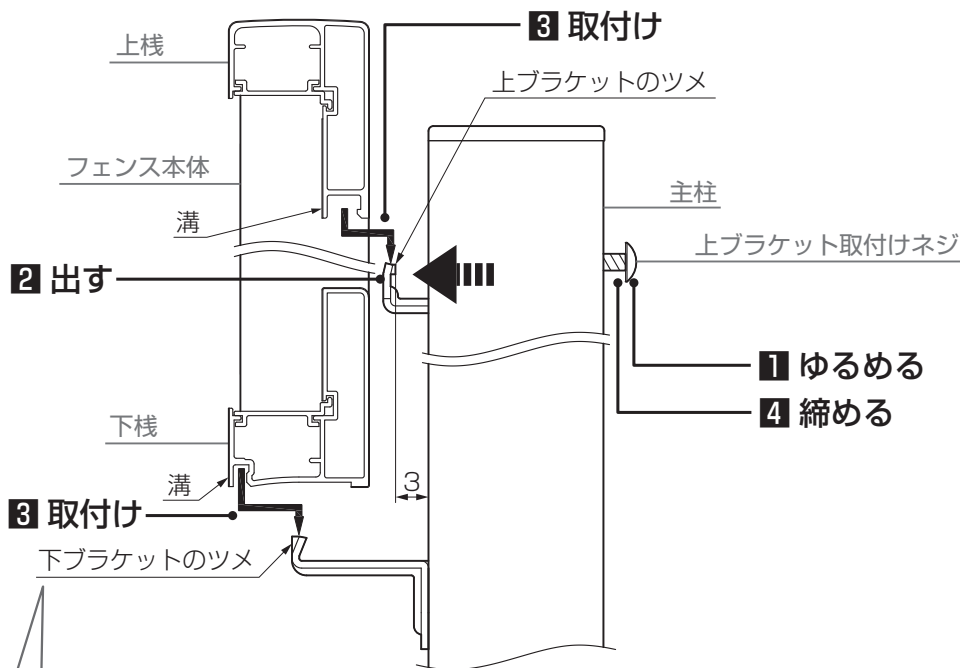 3 取付け
上桟
上ブラケットのツメ
フェンス本体
主柱
溝
上ブラケット取付けネジ
2 出す
1 ゆるめる
4 締める
下桟
溝
3
3 取付け
下ブラケットのツメ